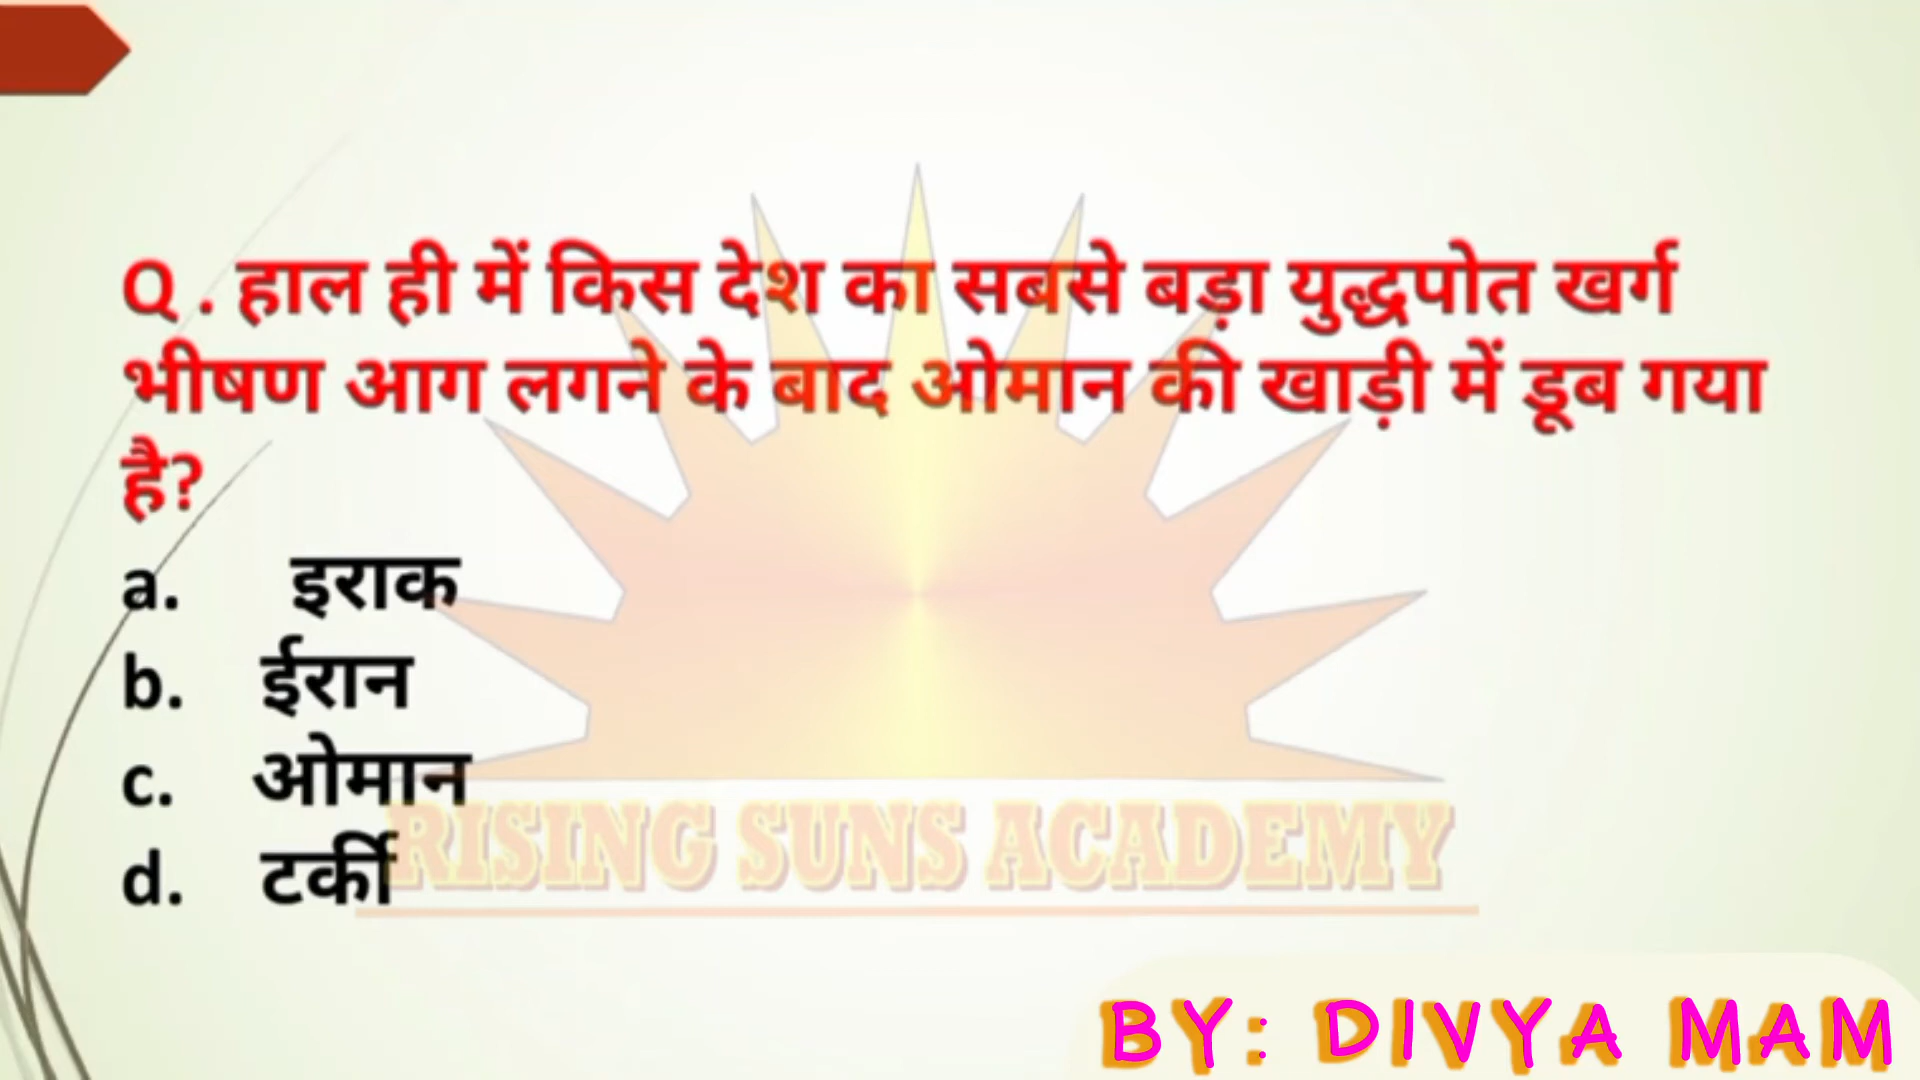 Q . हाल ही में किस देश का सबसे बड़ा युद्धपोत खर्ग
भीषण आग लगने के बाद ओमान की खाड़ी में डूब गया
है?
a. इराक
b. ईरान
c. ओमान
d. टर्की
RISING SUNS ACADEMY
BY: DIVYA MAM